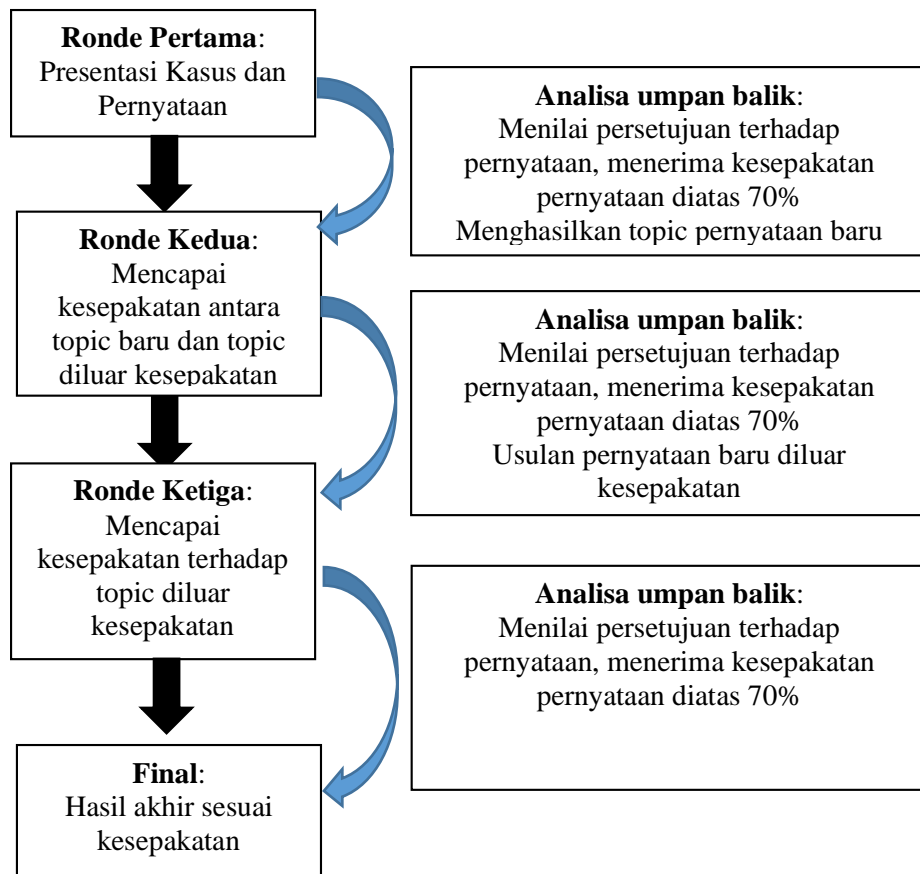 Ronde Pertama:
Presentasi Kasus dan
Pernyataan
Analisa umpan balik:
Menilai persetujuan terhadap
pernyataan, menerima kesepakatan
pernyataan diatas 70%
Menghasilkan topic pernyataan baru
Ronde Kedua:
Mencapai
kesepakatan antara
topic baru dan topic
diluar kesepakatan
Analisa umpan balik:
Menilai persetujuan terhadap
pernyataan, menerima kesepakatan
pernyataan diatas 70%
Usulan pernyataan baru diluar
kesepakatan
Ronde Ketiga:
Mencapai
kesepakatan terhadap
topic diluar
kesepakatan
Analisa umpan balik:
Menilai persetujuan terhadap
pernyataan, menerima kesepakatan
pernyataan diatas 70%
Final:
Hasil akhir sesuai
kesepakatan